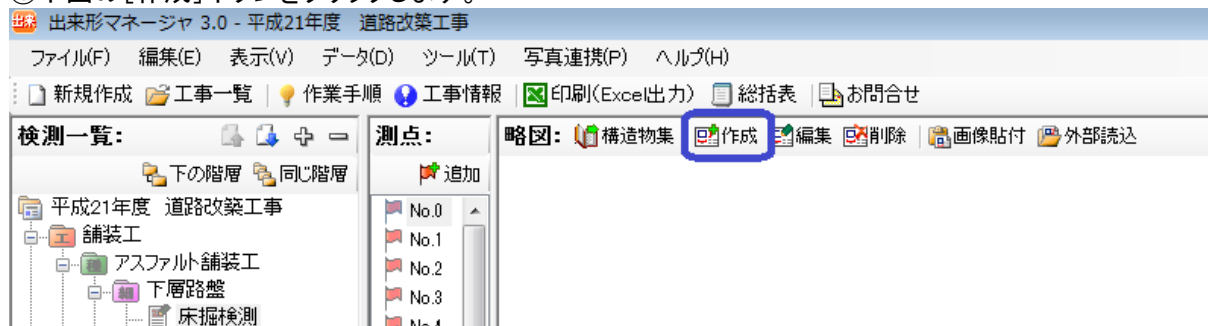 出来形マネージャ 3.0 - 平成21年度 道路改築工事
ファイル(F) 編集(E) 表示(V) データ(D) ツール(T) 写真連携(P) ヘルプ(H)
新規作成 工事一覧 作業手順 工事情報 印刷(Excel出力) 総括表 お問合せ
検測一覧: 測点: 略図: 構造物集 作成 編集 削除 画像貼付 外部読込
下の階層 同じ階層 追加
平成21年度 道路改築工事 No.0
工 舗装工 No.1
種 アスファルト舗装工 No.2
細 下層路盤 No.3
床掘検測